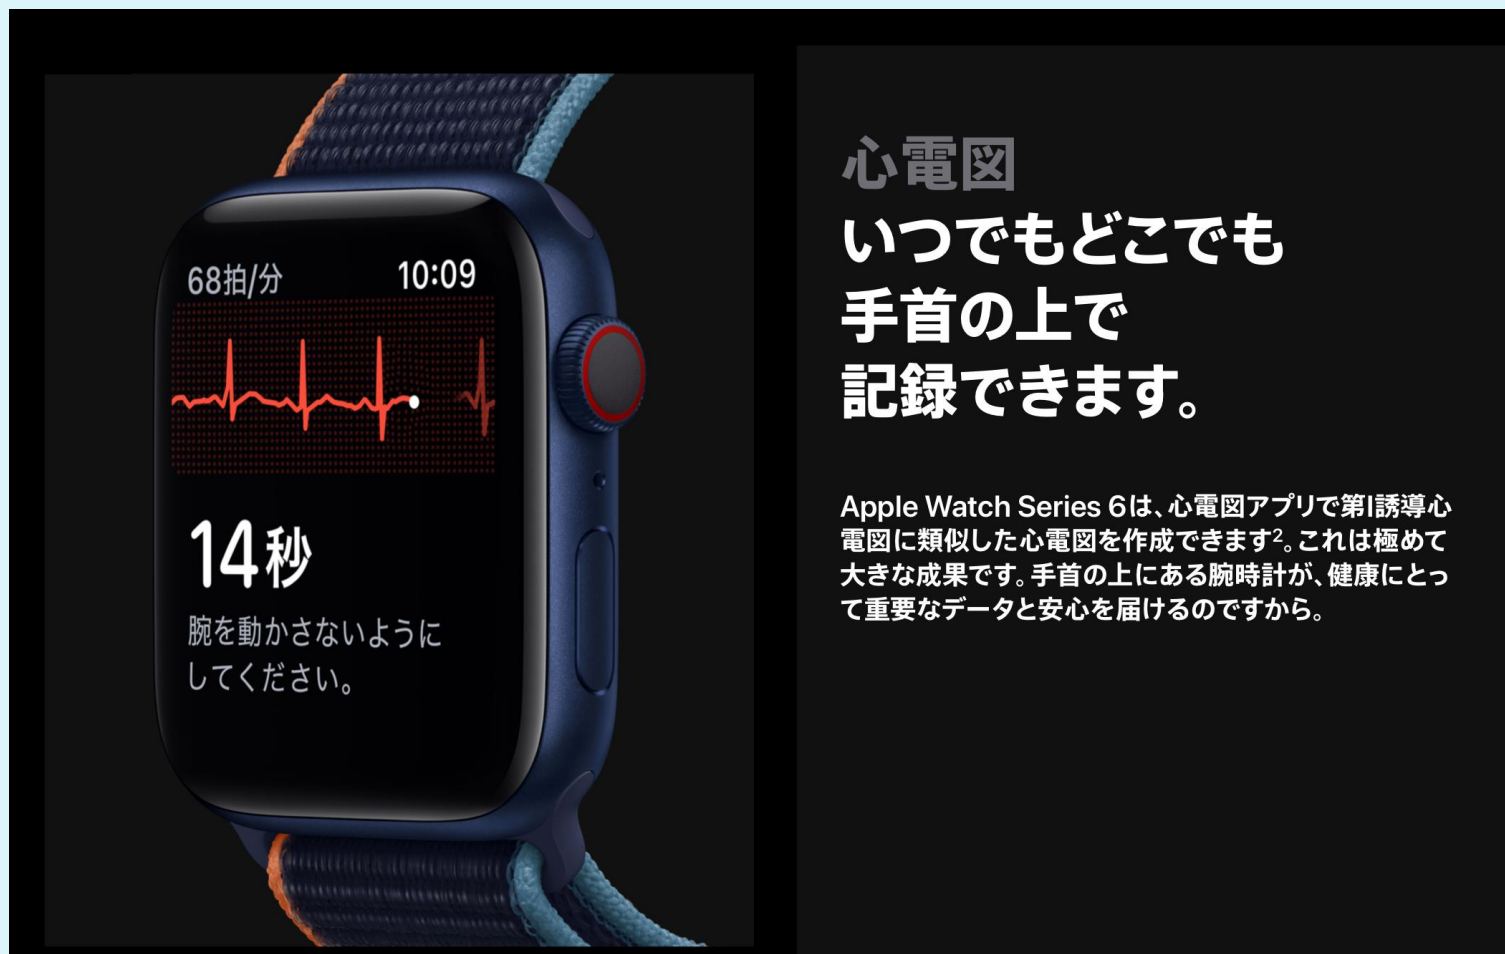 68拍/分 10:09
14秒
腕を動かさないように
してください。
心電図
いつでもどこでも
手首の上で
記録できます。
Apple Watch Series 6は、心電図アプリで第I誘導心
電図に類似した心電図を作成できます²。これは極めて
大きな成果です。手首の上にある腕時計が、健康にとっ
て重要なデータと安心を届けるのですから。